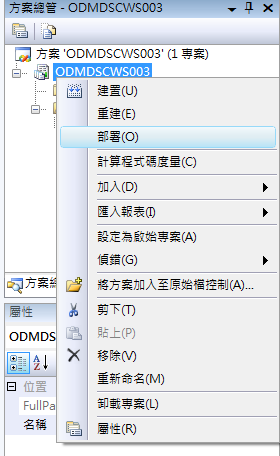 方案總管 - ODMDSCWS003
方案 'ODMDSCWS003' (1 專案)
ODMDSCWS003
建置(U)
重建(E)
部署(O)
計算程式碼度量(C)
加入(D)
匯入報表(I)
設定為啟始專案(A)
偵錯(G)
方案總
將方案加入至原始檔控制(A)...
剪下(T)
屬性
貼上(P)
ODMDS
移除(V)
重新命名(M)
位置
卸載專案(L)
FullPa
名稱
屬性(R)